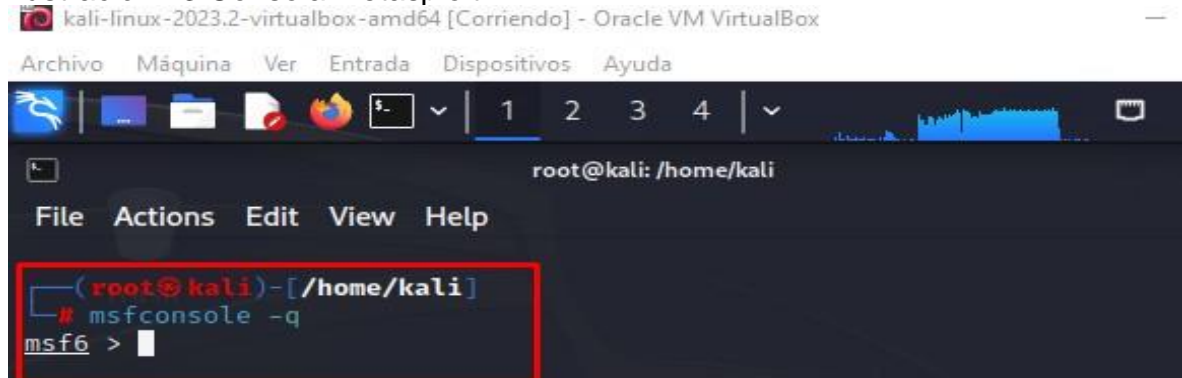 kali-linux-2023.2-virtualbox-amd64 [Corriendo] - Oracle VM VirtualBox
Archivo Máquina Ver Entrada Dispositivos Ayuda
1 2 3 4
root@kali: /home/kali
File Actions Edit View Help
(root㉿kali)-[/home/kali]
# msfconsole -q
msf6 >